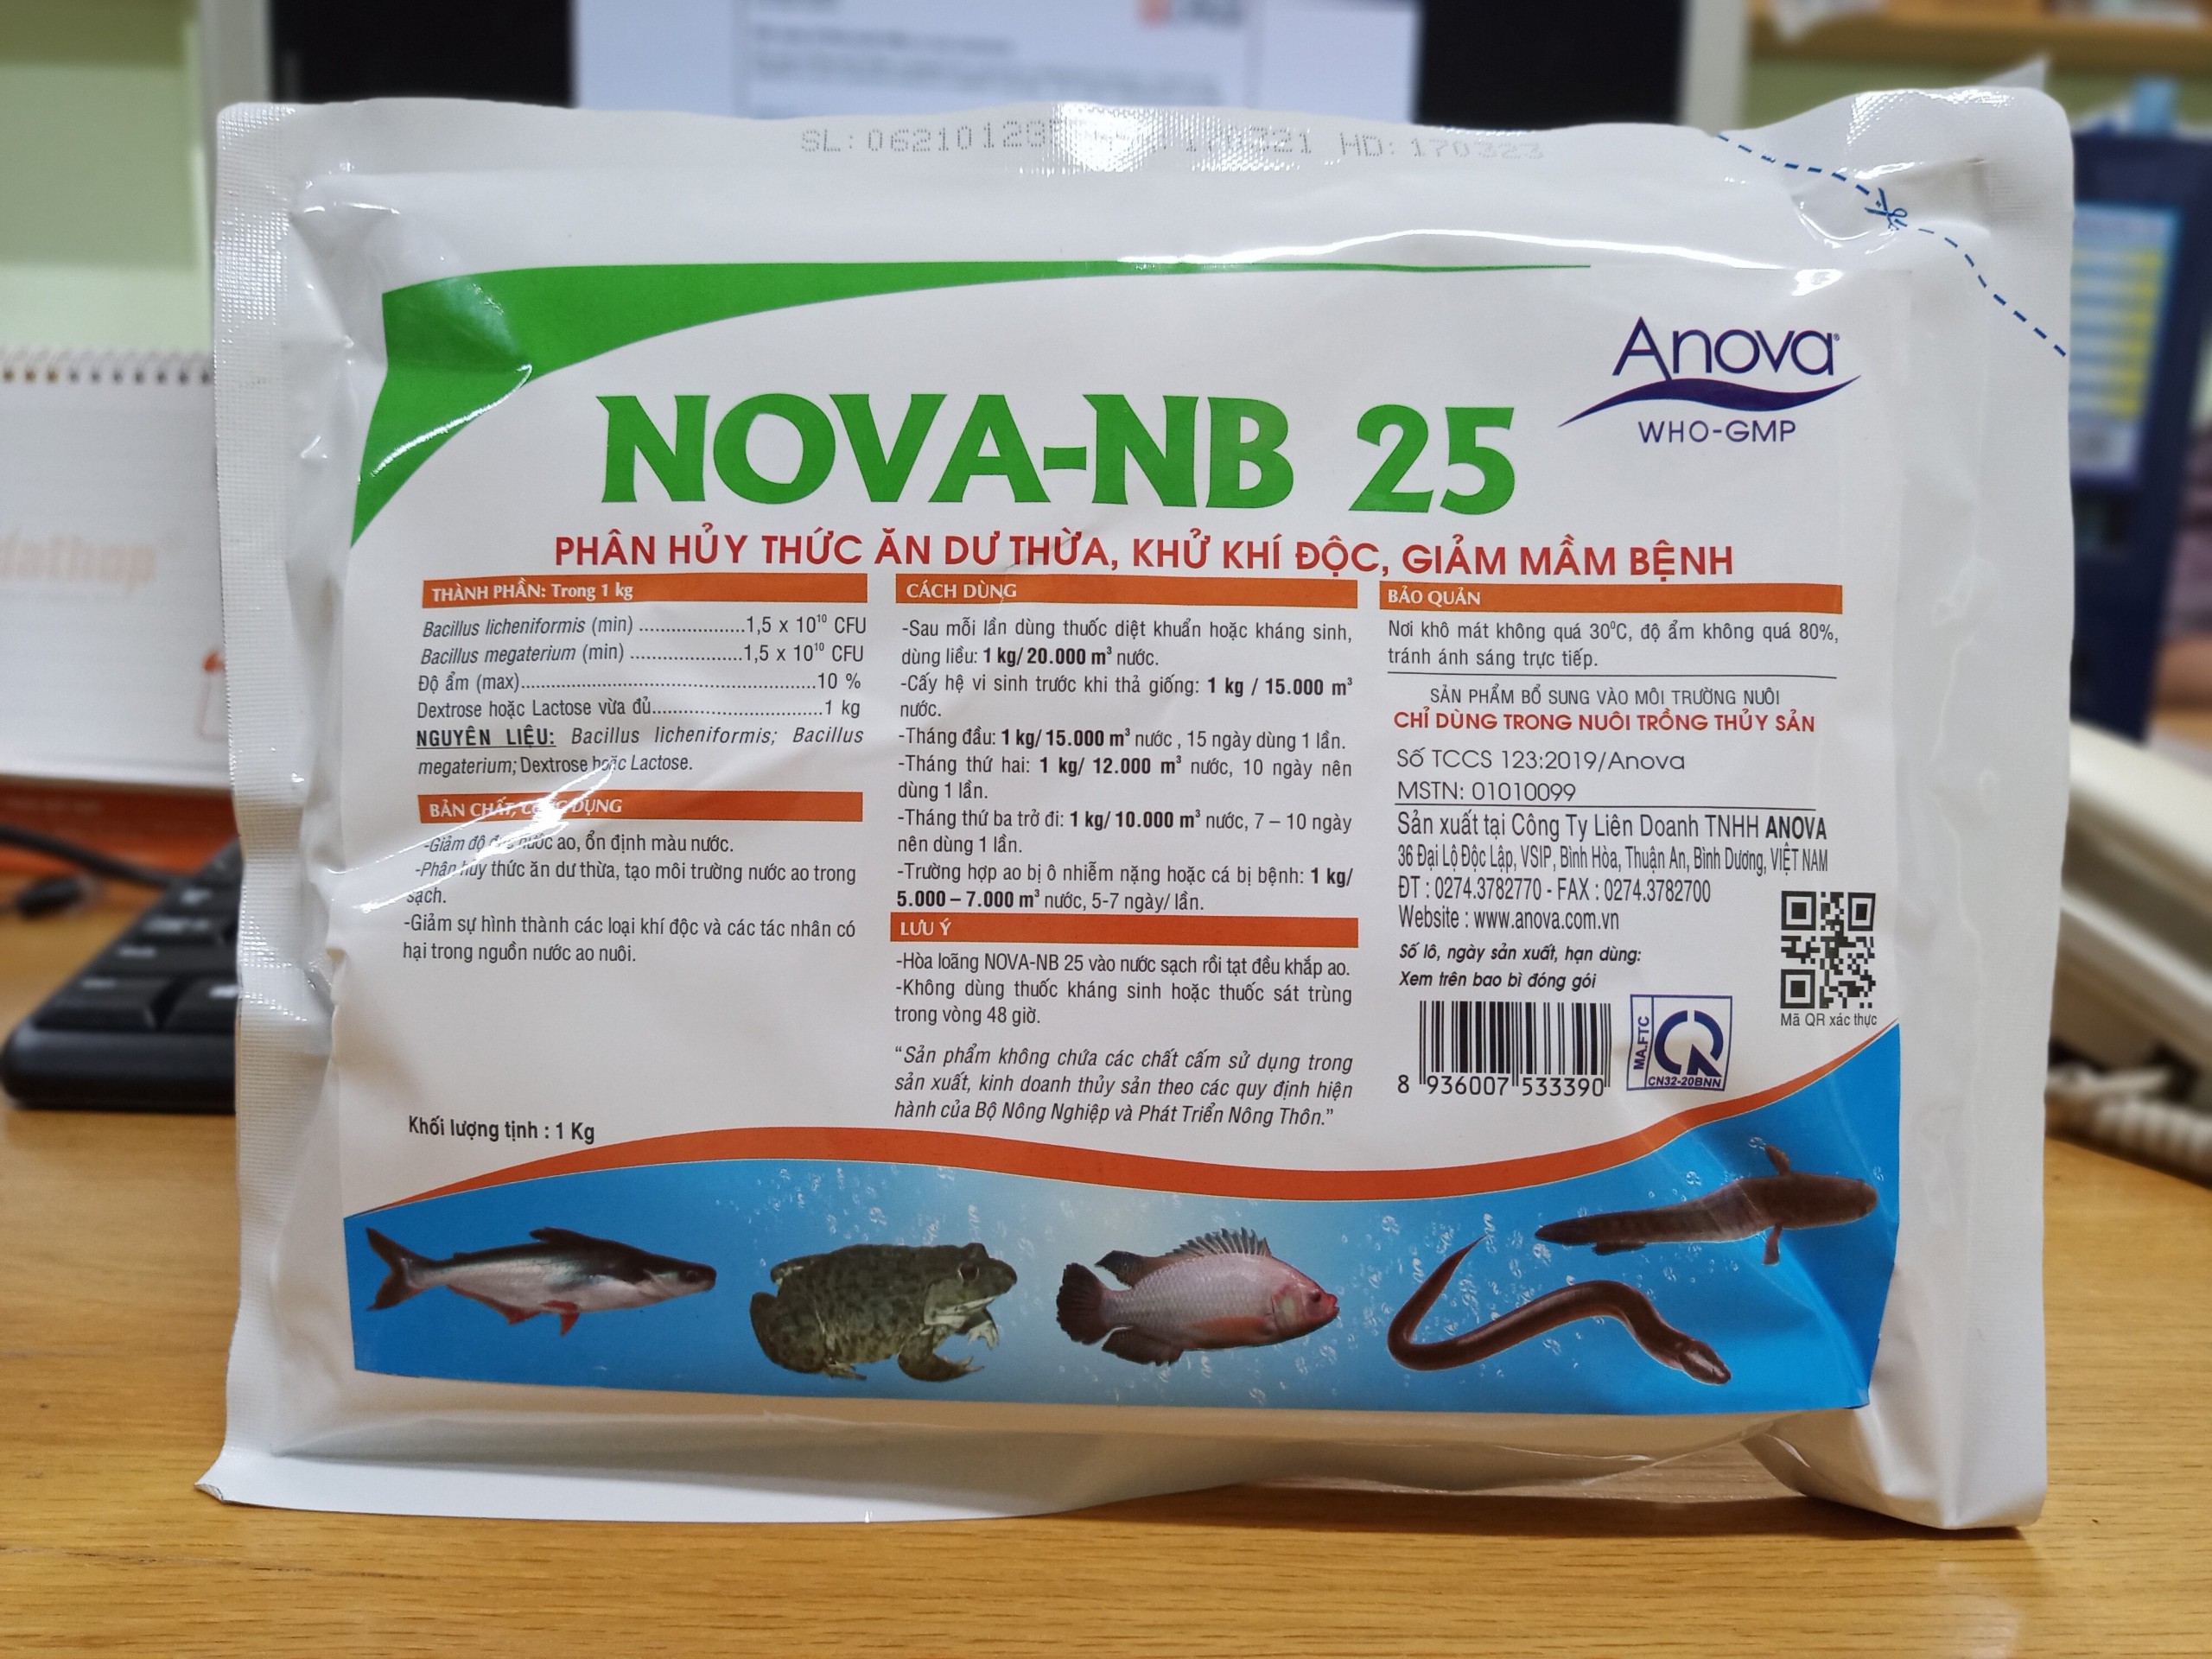 SL: 06210128 170321 HD: 170323
Anova®
WHO-GMP
NOVA-NB 25
PHÂN HỦY THỨC ĂN DƯ THỪA, KHỬ KHÍ ĐỘC, GIẢM MẦM BỆNH
THÀNH PHẦN: Trong 1 kg
Bacillus licheniformis (min) ....................1,5 x 10¹⁰ CFU
Bacillus megaterium (min) .....................1,5 x 10¹⁰ CFU
Độ ẩm (max)........................................................10 %
Dextrose hoặc Lactose vừa đủ................................1 kg
NGUYÊN LIỆU: Bacillus licheniformis; Bacillus
megaterium; Dextrose hoặc Lactose.
BẢN CHẤT, CÔNG DỤNG
-Giảm độ đục nước ao, ổn định màu nước.
-Phân hủy thức ăn dư thừa, tạo môi trường nước ao trong
sạch.
-Giảm sự hình thành các loại khí độc và các tác nhân có
hại trong nguồn nước ao nuôi.
Khối lượng tịnh : 1 Kg
CÁCH DÙNG
-Sau mỗi lần dùng thuốc diệt khuẩn hoặc kháng sinh,
dùng liều: 1 kg/ 20.000 m³ nước.
-Cấy hệ vi sinh trước khi thả giống: 1 kg / 15.000 m³
nước.
-Tháng đầu: 1 kg/ 15.000 m³ nước , 15 ngày dùng 1 lần.
-Tháng thứ hai: 1 kg/ 12.000 m³ nước, 10 ngày nên
dùng 1 lần.
-Tháng thứ ba trở đi: 1 kg/ 10.000 m³ nước, 7 – 10 ngày
nên dùng 1 lần.
-Trường hợp ao bị ô nhiễm nặng hoặc cá bị bệnh: 1 kg/
5.000 – 7.000 m³ nước, 5-7 ngày/ lần.
LƯU Ý
-Hòa loãng NOVA-NB 25 vào nước sạch rồi tạt đều khắp ao.
-Không dùng thuốc kháng sinh hoặc thuốc sát trùng
trong vòng 48 giờ.
“Sản phẩm không chứa các chất cấm sử dụng trong
sản xuất, kinh doanh thủy sản theo các quy định hiện
hành của Bộ Nông Nghiệp và Phát Triển Nông Thôn.”
BẢO QUẢN
Nơi khô mát không quá 30⁰C, độ ẩm không quá 80%,
tránh ánh sáng trực tiếp.
SẢN PHẨM BỔ SUNG VÀO MÔI TRƯỜNG NUÔI
CHỈ DÙNG TRONG NUÔI TRỒNG THỦY SẢN
Số TCCS 123:2019/Anova
MSTN: 01010099
Sản xuất tại Công Ty Liên Doanh TNHH ANOVA
36 Đại Lộ Độc Lập, VSIP, Bình Hòa, Thuận An, Bình Dương, VIỆT NAM
ĐT : 0274.3782770 - FAX : 0274.3782700
Website : www.anova.com.vn
Số lô, ngày sản xuất, hạn dùng:
Xem trên bao bì đóng gói
Mã QR xác thực
8 936007 533390
MA.FTC
CN32-20BNN